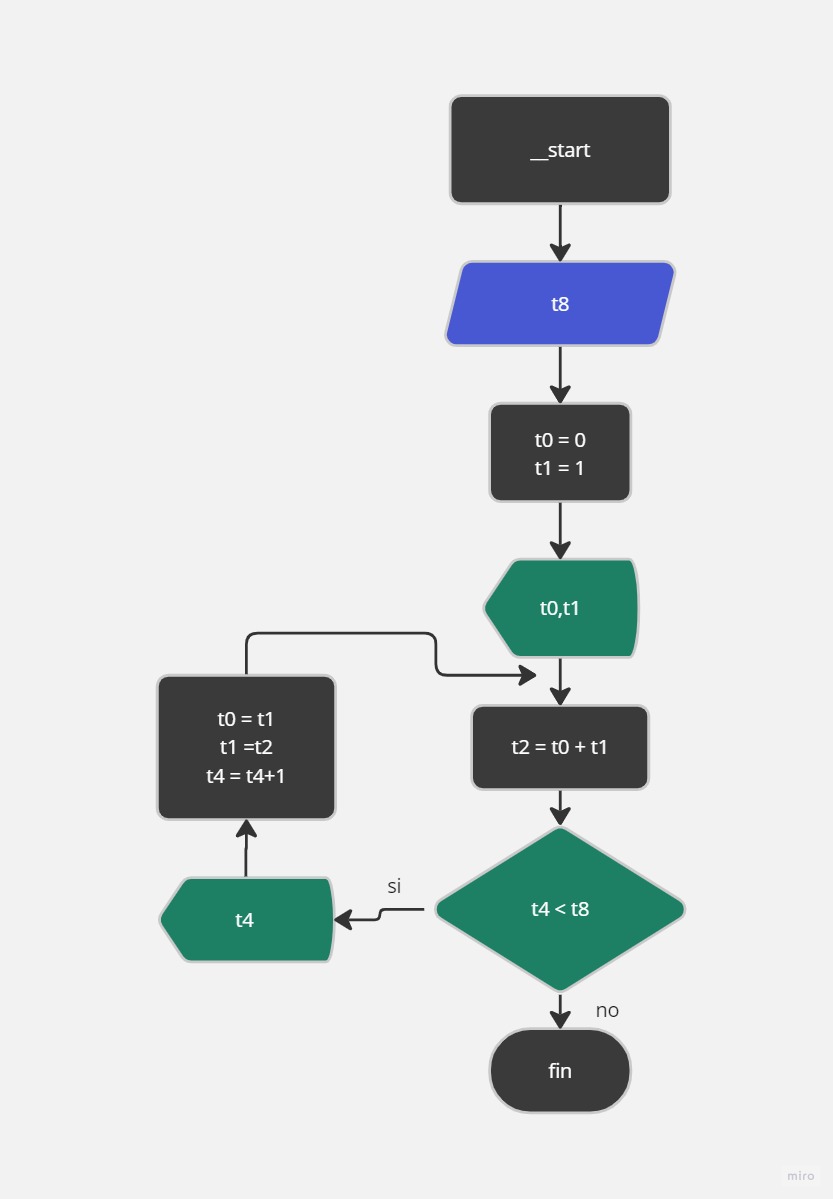 __start
t8
t0 = 0
t1 = 1
t0,t1
t2 = t0 + t1
t4 < t8
si
t4
t0 = t1
t1 =t2
t4 = t4+1
no
fin
miro